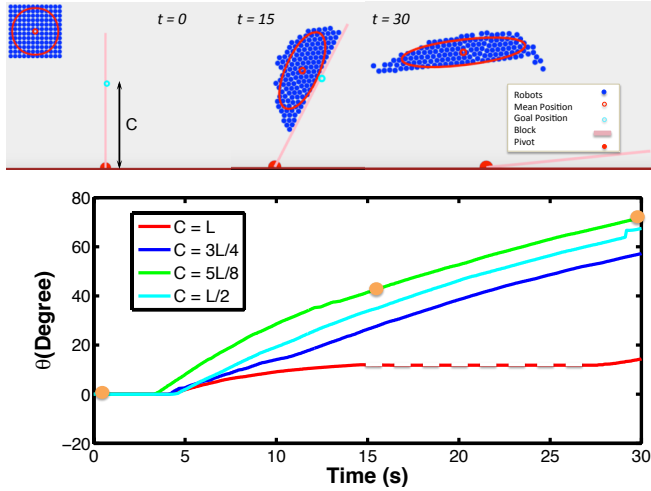 t = 0
t = 15
t = 30
C
Robots
Mean Position
Goal Position
Block
Pivot
80
60
40
20
0
−20
θ(Degree)
C = L
C = 3L/4
C = 5L/8
C = L/2
0
5
10
15
20
25
30
Time (s)